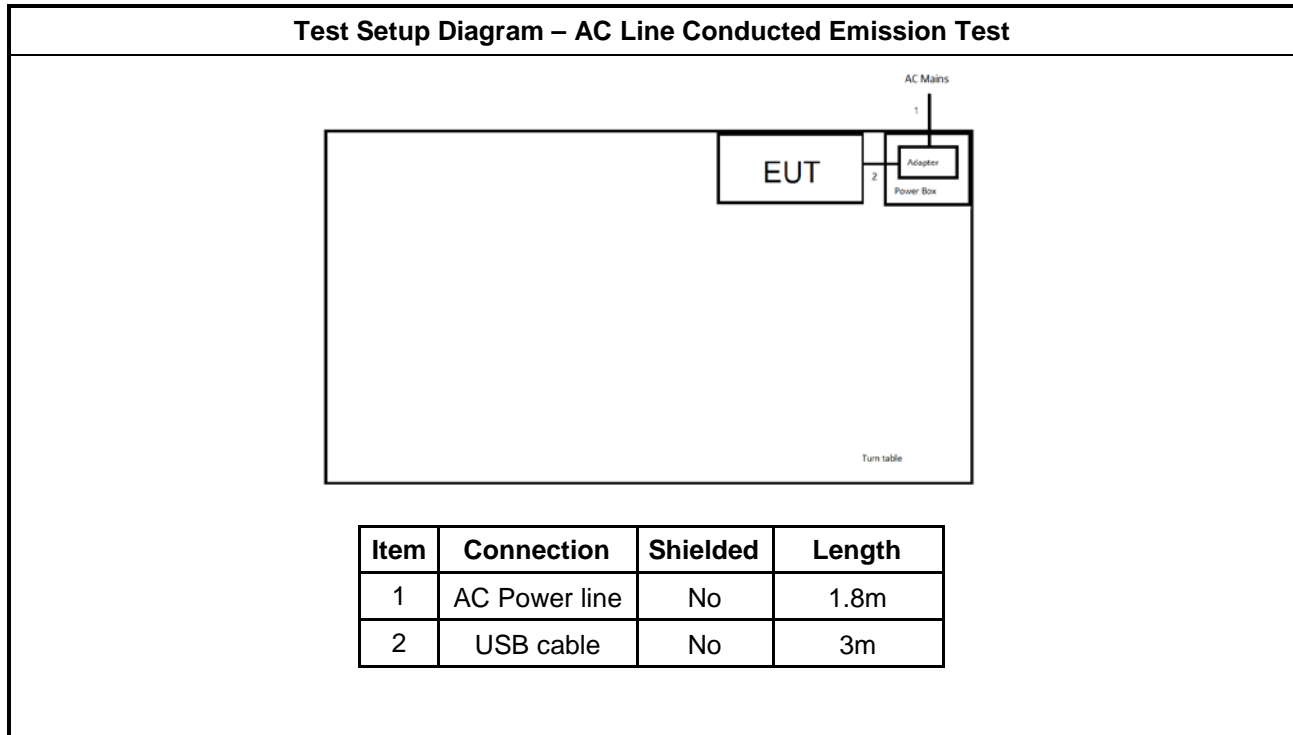 Test Setup Diagram – AC Line Conducted Emission Test
AC Mains
1
EUT
2
Adapter
Power Box
Turn table
Item Connection Shielded Length
1 AC Power line No 1.8m
2 USB cable No 3m